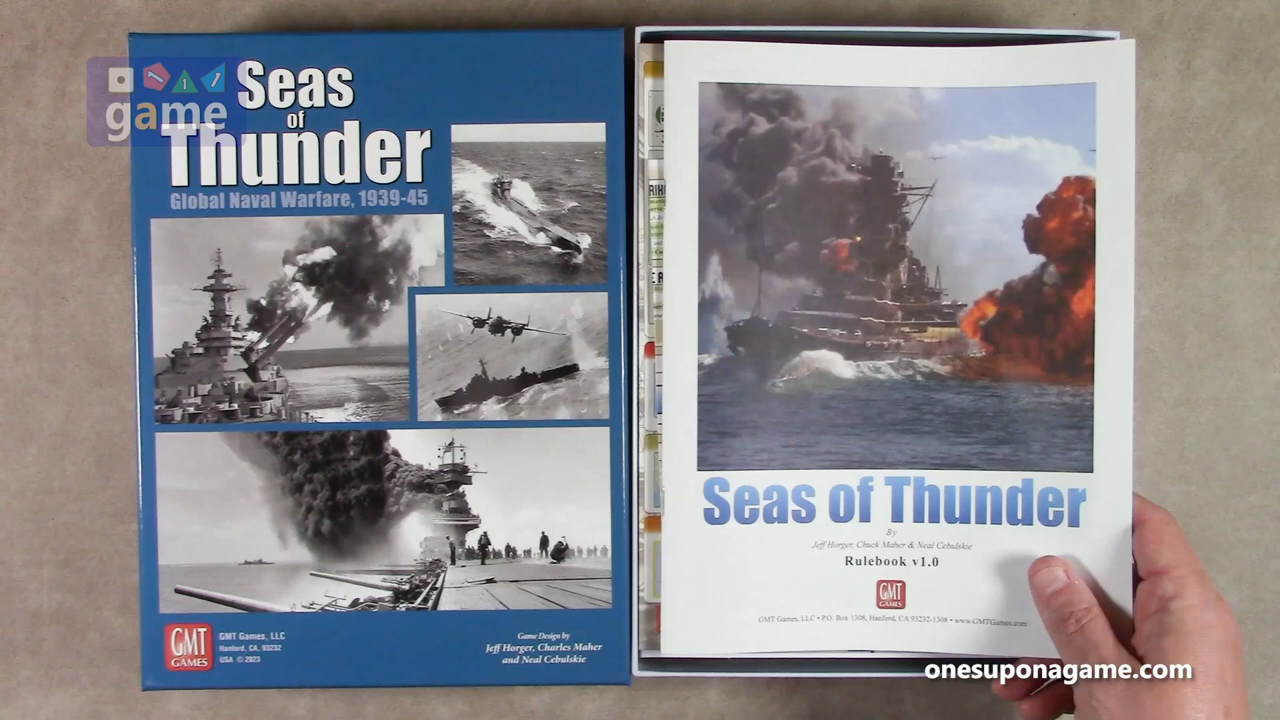 game
Seas
of
Thunder
Global Naval Warfare, 1939-45
GMT
GAMES
GMT Games, LLC
Hanford, CA, 93232
USA © 2023
Game Design by
Jeff Horger, Charles Maher
and Neal Cebulskie
Seas of Thunder
By
Jeff Horger, Chuck Maher & Neal Cebulskie
Rulebook v1.0
GMT
GAMES
GMT Games, LLC • P.O. Box 1308, Hanford, CA 93232-1308 • www.GMTGames.com
onesuponagame.com